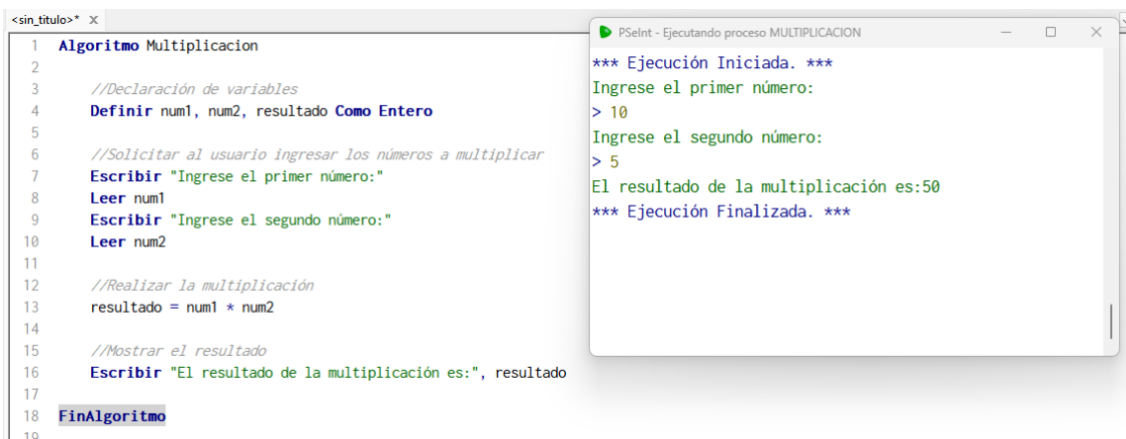 <sin_titulo>* X
1 Algoritmo Multiplicacion
2
3 //Declaración de variables
4 Definir num1, num2, resultado Como Entero
5
6 //Solicitar al usuario ingresar los números a multiplicar
7 Escribir "Ingrese el primer número:"
8 Leer num1
9 Escribir "Ingrese el segundo número:"
10 Leer num2
11
12 //Realizar la multiplicación
13 resultado = num1 * num2
14
15 //Mostrar el resultado
16 Escribir "El resultado de la multiplicación es:", resultado
17
18 FinAlgoritmo
19
PSeInt - Ejecutando proceso MULTIPLICACION
*** Ejecución Iniciada. ***
Ingrese el primer número:
> 10
Ingrese el segundo número:
> 5
El resultado de la multiplicación es:50
*** Ejecución Finalizada. ***